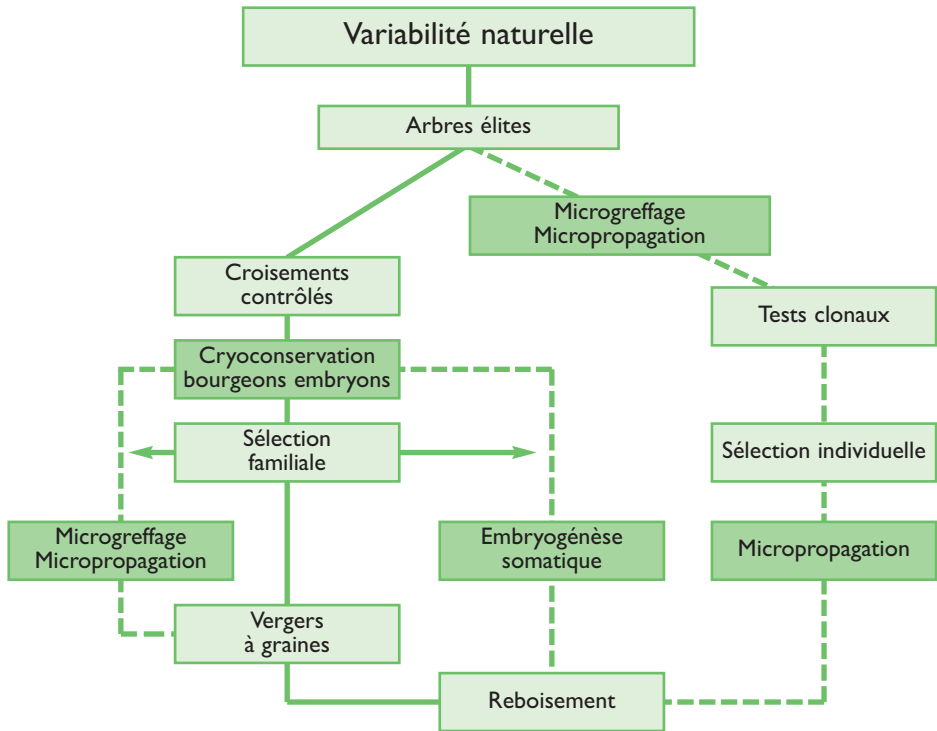 Variabilité naturelle
Arbres élites
Microgreffage
Micropropagation
Croisements
contrôlés
Tests clonaux
Cryoconservation
bourgeons embryons
Sélection
familiale
Sélection individuelle
Microgreffage
Micropropagation
Embryogénèse
somatique
Micropropagation
Vergers
à graines
Reboisement